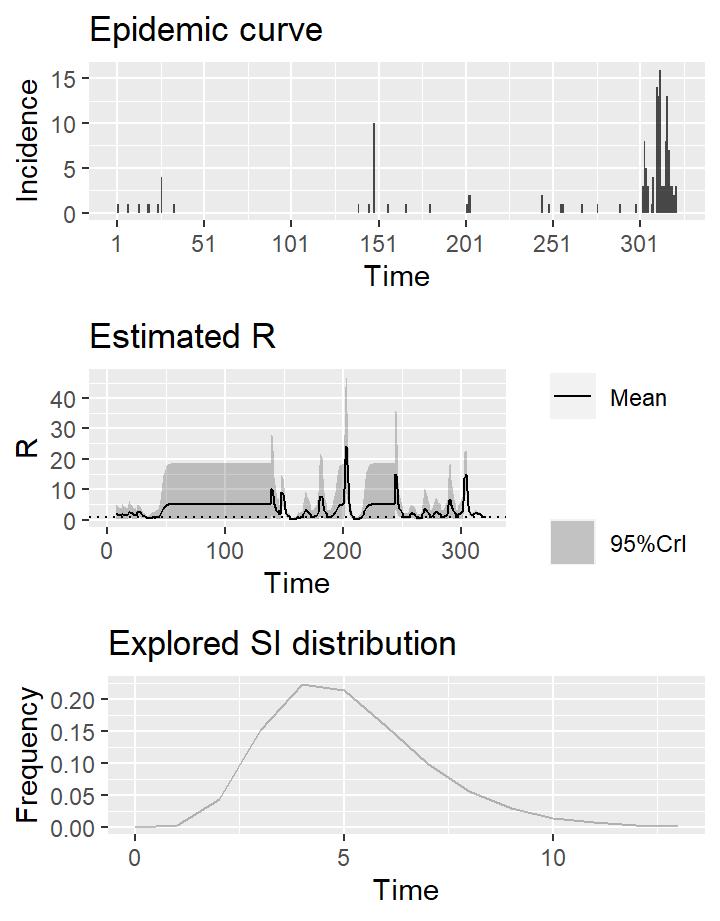 Epidemic curve
15
10
5
0
Incidence
1 51 101 151 201 251 301
Time
Estimated R
40
30
20
10
0
R
0 100 200 300
Time
Mean
95%CrI
Explored SI distribution
0.20
0.15
0.10
0.05
0.00
Frequency
0 5 10
Time